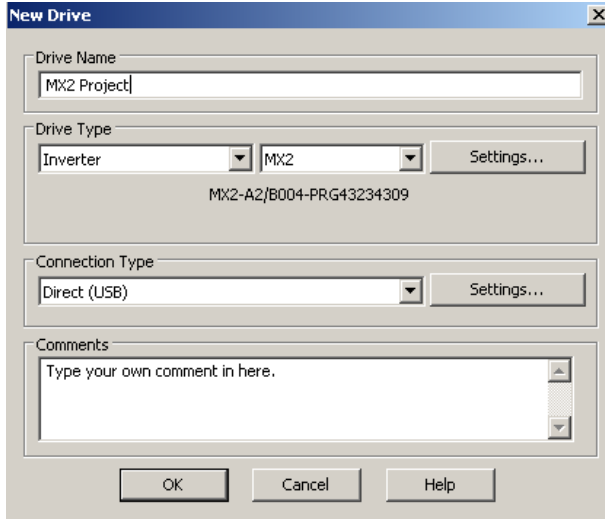 New Drive
Drive Name
MX2 Project
Drive Type
Inverter MX2 Settings...
MX2-A2/B004-PRG43234309
Connection Type
Direct (USB) Settings...
Comments
Type your own comment in here.
OK Cancel Help